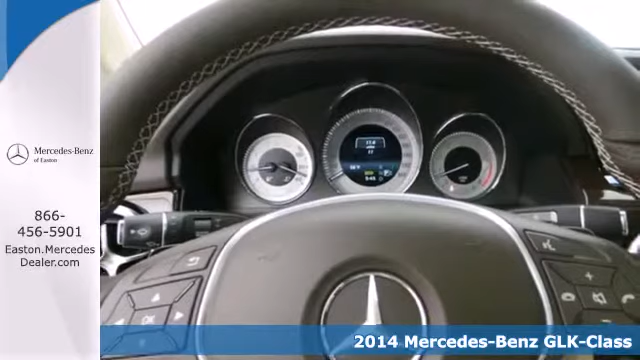 Mercedes-Benz
of Easton
866-
456-5901
Easton.Mercedes
Dealer.com
2014 Mercedes-Benz GLK-Class